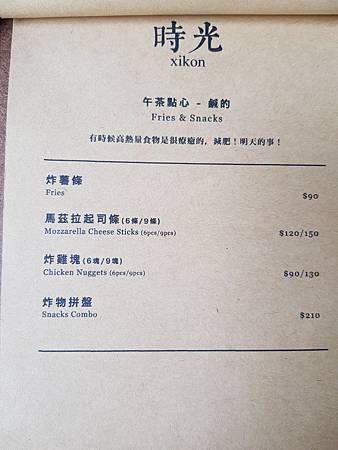 時光
xikon
午茶點心 - 鹹的
Fries & Snacks
有時候高熱量食物是很療癒的, 減肥！明天的事！
炸薯條
Fries $90
馬茲拉起司條(6條/9條)
Mozzarella Cheese Sticks (6pcs/9pcs) $120/150
炸雞塊(6塊/9塊)
Chicken Nuggets (6pcs/9pcs) $90/130
炸物拼盤
Snacks Combo $210